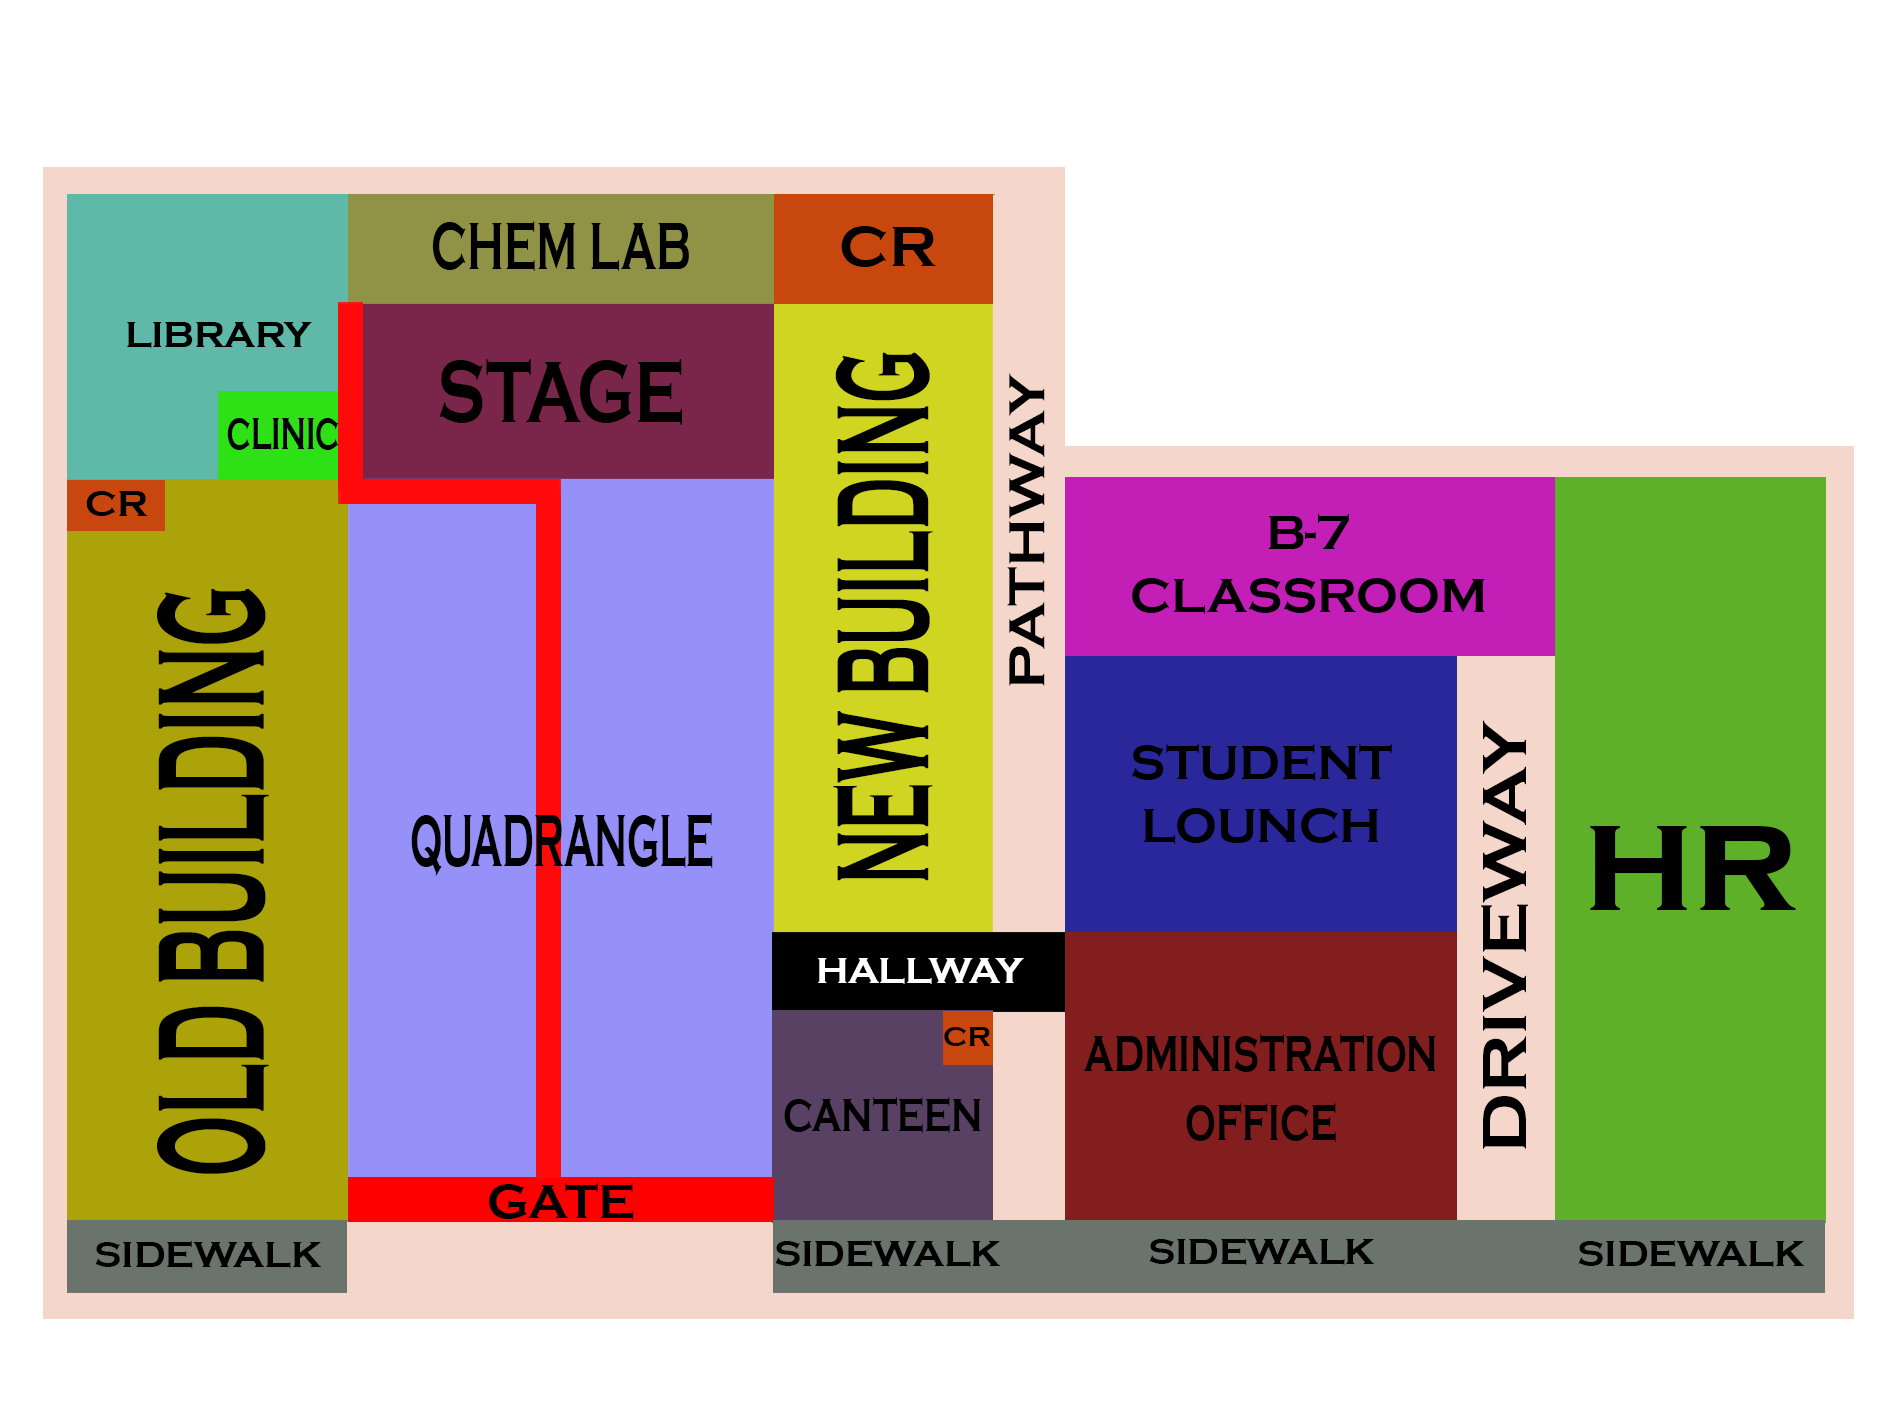 CHEM LAB
CR
LIBRARY
STAGE
CLINIC
CR
OLD BUILDING
QUADRANGLE
GATE
NEW BUILDING
PATHWAY
HALLWAY
CR
CANTEEN
B-7
CLASSROOM
STUDENT
LOUNCH
ADMINISTRATION
OFFICE
DRIVEWAY
HR
SIDEWALK
SIDEWALK
SIDEWALK
SIDEWALK